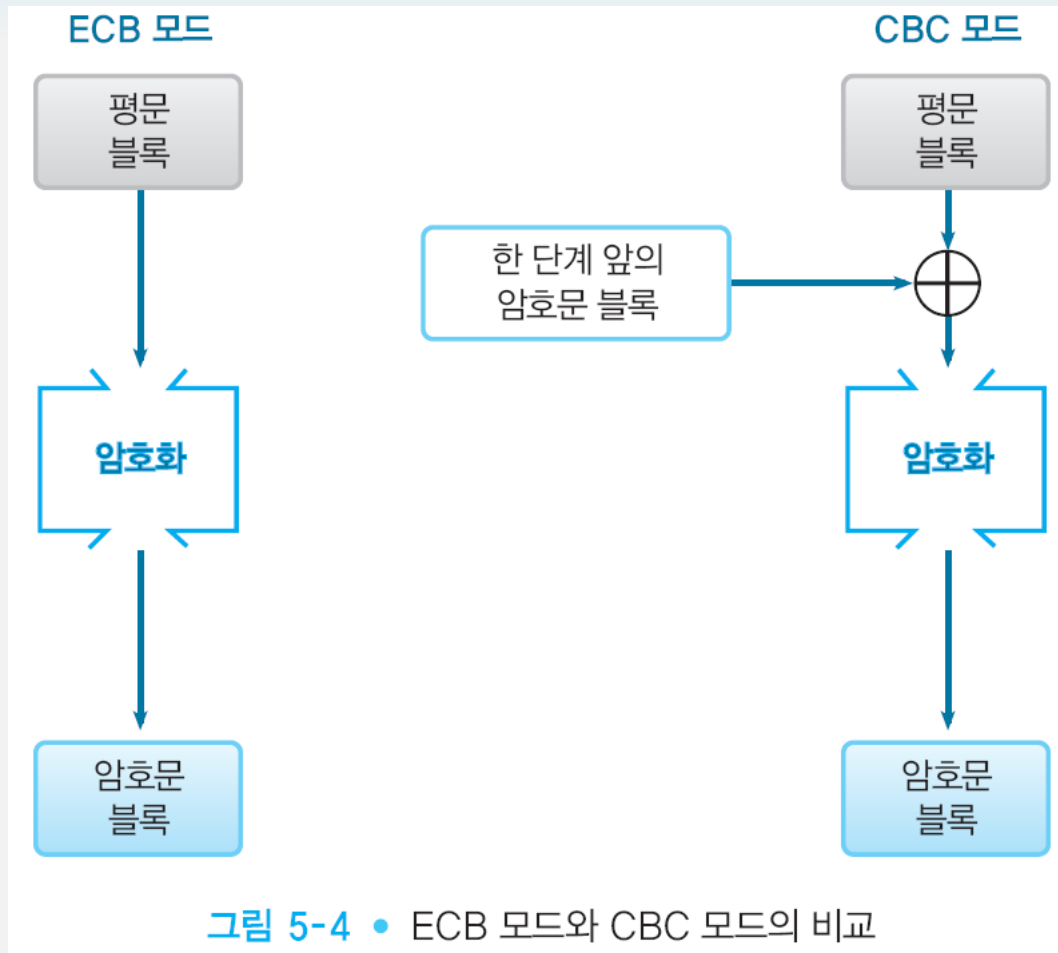 ECB 모드
CBC 모드
평문
블록
평문
블록
한 단계 앞의
암호문 블록
암호화
암호화
암호문
블록
암호문
블록
그림 5-4 • ECB 모드와 CBC 모드의 비교